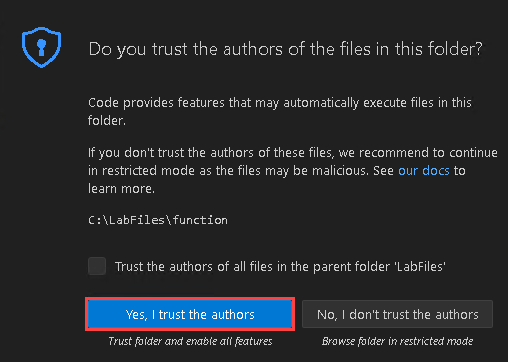 Do you trust the authors of the files in this folder?
Code provides features that may automatically execute files in this
folder.
If you don't trust the authors of these files, we recommend to continue
in restricted mode as the files may be malicious. See our docs to
learn more.
C:\LabFiles\function
Trust the authors of all files in the parent folder 'LabFiles'
Yes, I trust the authors
No, I don't trust the authors
Trust folder and enable all features
Browse folder in restricted mode